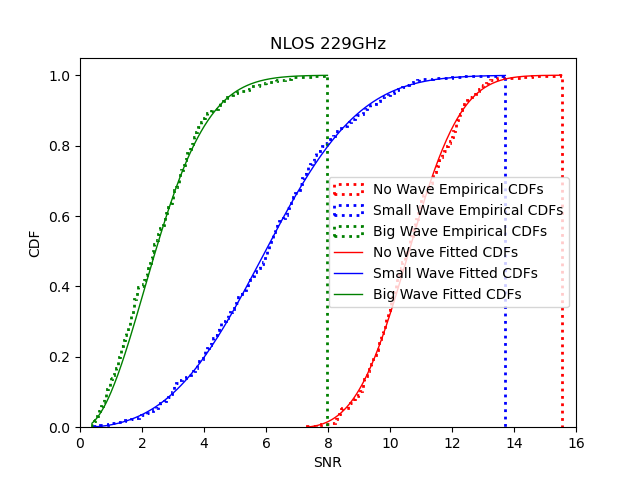 NLOS 229GHz
CDF
1.0
0.8
0.6
0.4
0.2
0.0
No Wave Empirical CDFs
Small Wave Empirical CDFs
Big Wave Empirical CDFs
No Wave Fitted CDFs
Small Wave Fitted CDFs
Big Wave Fitted CDFs
0 2 4 6 8 10 12 14 16
SNR